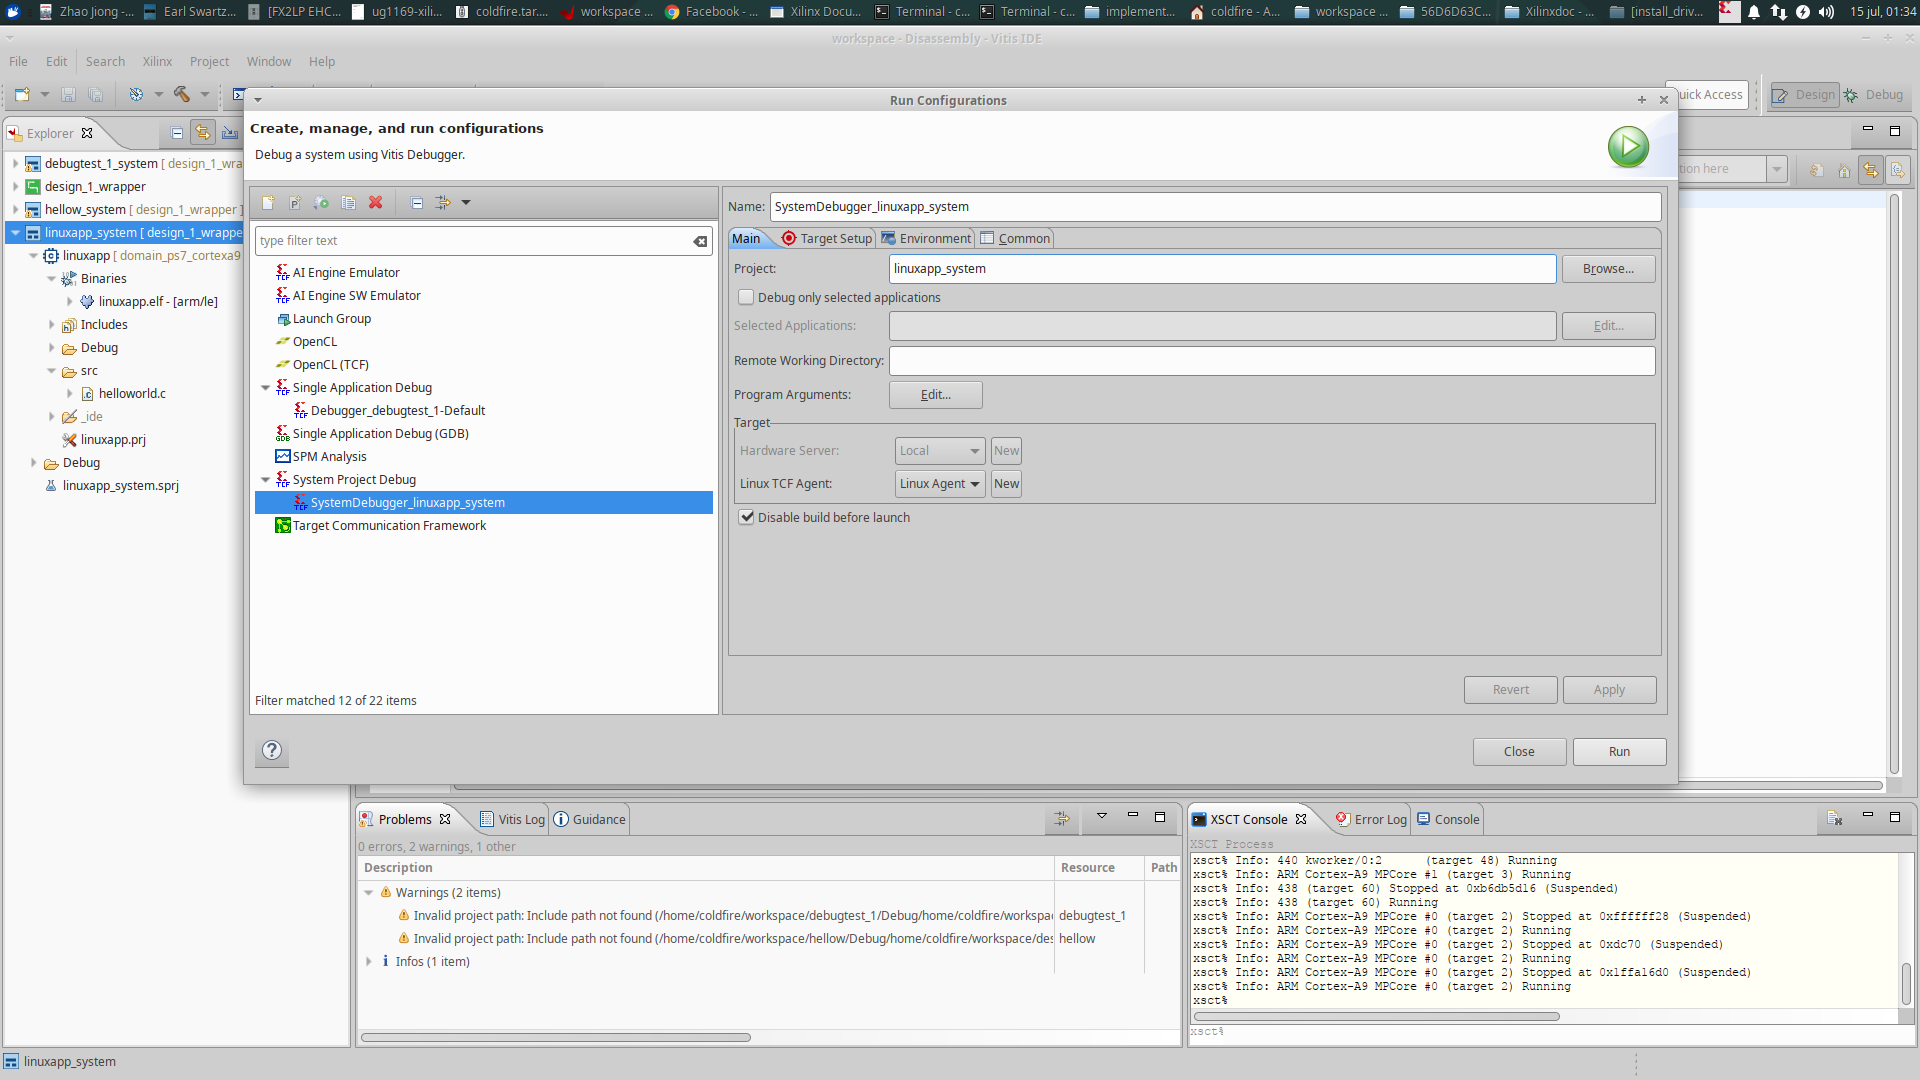 Zhao Jiong -...
Earl Swartz...
[FX2LP EHC...
ug1169-xili...
coldfire.tar....
workspace ...
Facebook - ...
Xilinx Docu...
Terminal - c...
Terminal - c...
implement...
coldfire - A...
workspace ...
56D6D63C...
Xilinxdoc - ...
[install_driv...
15 jul, 01:34
workspace - Disassembly - Vitis IDE
File Edit Search Xilinx Project Window Help
uick Access
Design
Debug
Explorer
debugtest_1_system [ design_1_wra
design_1_wrapper
hellow_system [ design_1_wrapper ]
linuxapp_system [ design_1_wrappe
linuxapp [ domain_ps7_cortexa9
Binaries
linuxapp.elf - [arm/le]
Includes
Debug
src
helloworld.c
_ide
linuxapp.prj
Debug
linuxapp_system.sprj
tion here
Run Configurations
Create, manage, and run configurations
Debug a system using Vitis Debugger.
type filter text
AI Engine Emulator
AI Engine SW Emulator
Launch Group
OpenCL
OpenCL (TCF)
Single Application Debug
Debugger_debugtest_1-Default
Single Application Debug (GDB)
SPM Analysis
System Project Debug
SystemDebugger_linuxapp_system
Target Communication Framework
Filter matched 12 of 22 items
Name: SystemDebugger_linuxapp_system
Main Target Setup Environment Common
Project: linuxapp_system Browse...
Debug only selected applications
Selected Applications: Edit...
Remote Working Directory:
Program Arguments: Edit...
Target
Hardware Server: Local New
Linux TCF Agent: Linux Agent New
Disable build before launch
Revert Apply
Close Run
Problems Vitis Log Guidance
0 errors, 2 warnings, 1 other
Description Resource Path
Warnings (2 items)
Invalid project path: Include path not found (/home/coldfire/workspace/debugtest_1/Debug/home/coldfire/workspa debugtest_1
Invalid project path: Include path not found (/home/coldfire/workspace/hellow/Debug/home/coldfire/workspace/des hellow
Infos (1 item)
XSCT Console Error Log Console
XSCT Process
xsct% Info: 440 kworker/0:2 (target 48) Running
xsct% Info: ARM Cortex-A9 MPCore #1 (target 3) Running
xsct% Info: 438 (target 60) Stopped at 0xb6db5d16 (Suspended)
xsct% Info: 438 (target 60) Running
xsct% Info: ARM Cortex-A9 MPCore #0 (target 2) Stopped at 0xffffff28 (Suspended)
xsct% Info: ARM Cortex-A9 MPCore #0 (target 2) Running
xsct% Info: ARM Cortex-A9 MPCore #0 (target 2) Stopped at 0xdc70 (Suspended)
xsct% Info: ARM Cortex-A9 MPCore #0 (target 2) Running
xsct% Info: ARM Cortex-A9 MPCore #0 (target 2) Stopped at 0x1ffa16d0 (Suspended)
xsct% Info: ARM Cortex-A9 MPCore #0 (target 2) Running
xsct%
xsct%
linuxapp_system